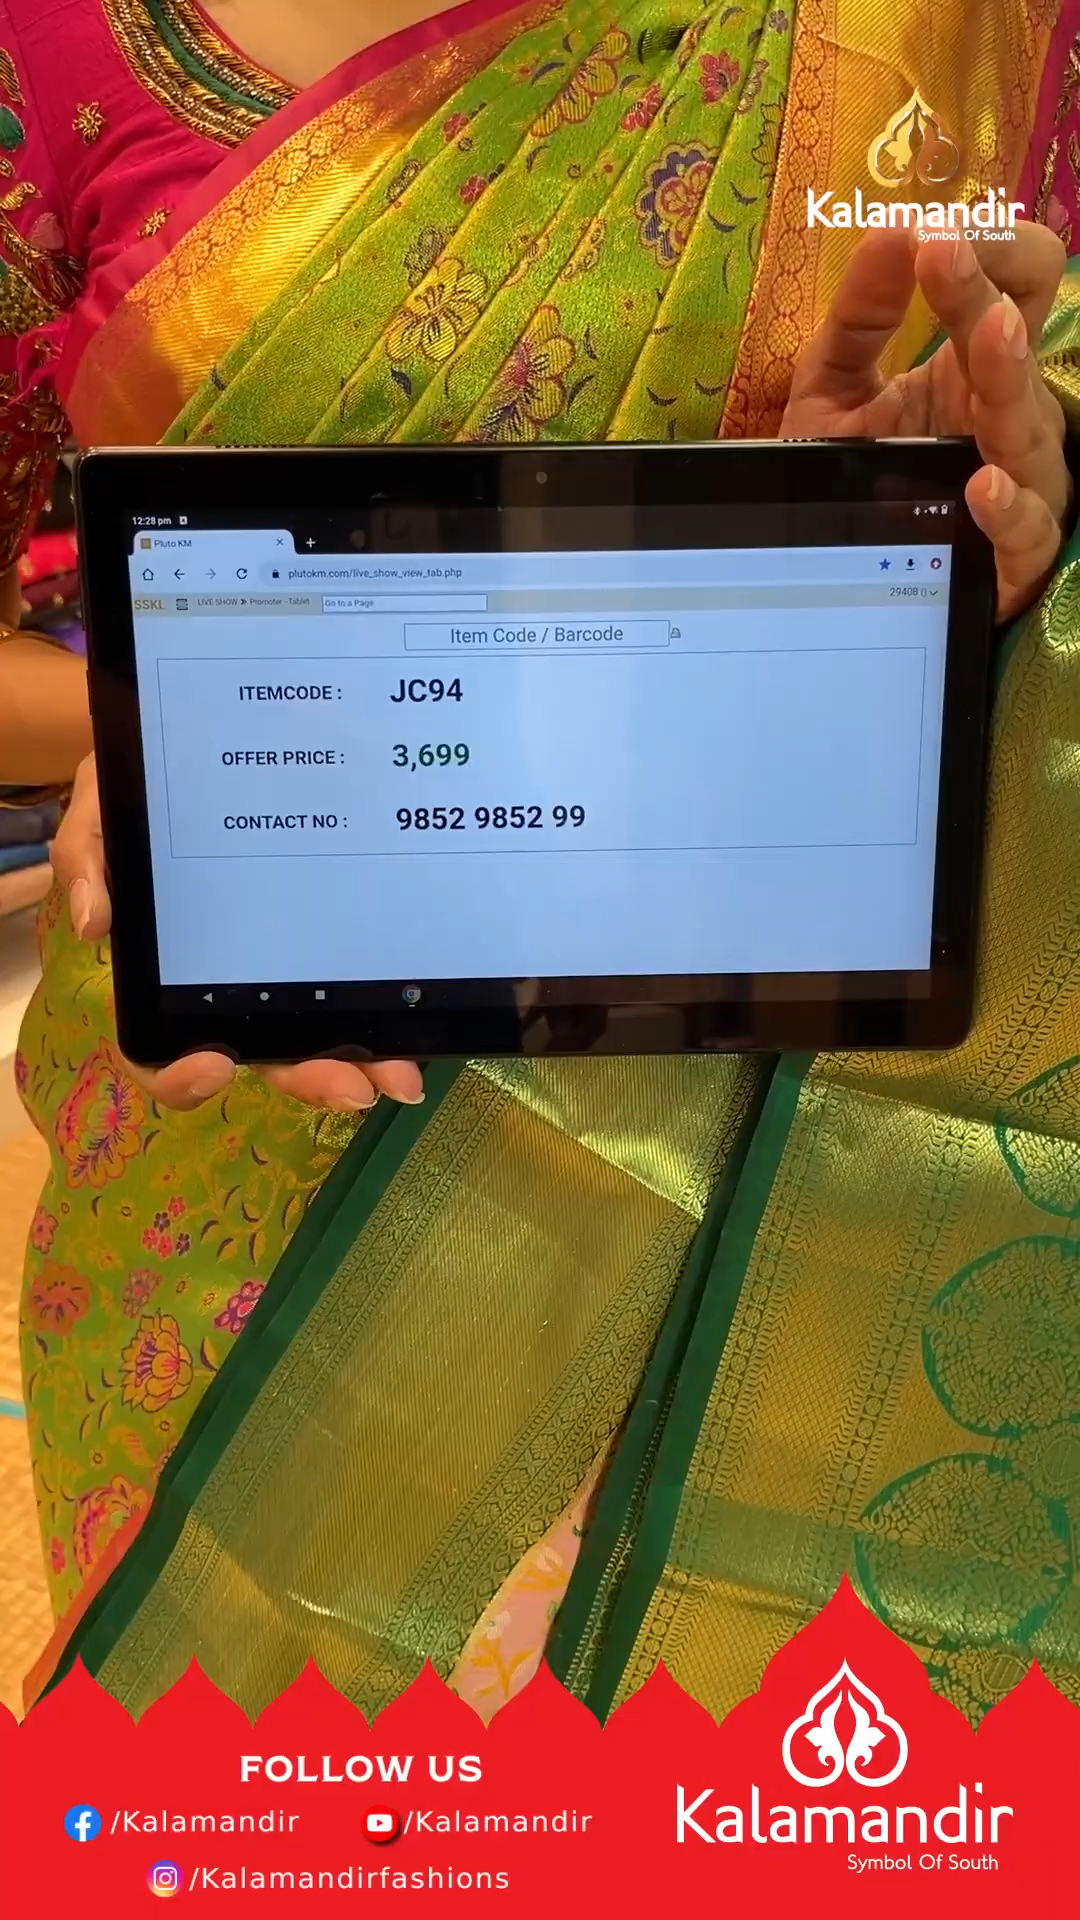 Kalamandir
Symbol Of South
12:28 pm
Pluto KM
plutokm.com/live_show_view_tab.php
SSKL LIVE SHOW » Promoter - Tablet Go to a Page 29408 ()
Item Code / Barcode
ITEMCODE : JC94
OFFER PRICE : 3,699
CONTACT NO : 9852 9852 99
FOLLOW US
/Kalamandir /Kalamandir
/Kalamandirfashions
Kalamandir
Symbol Of South